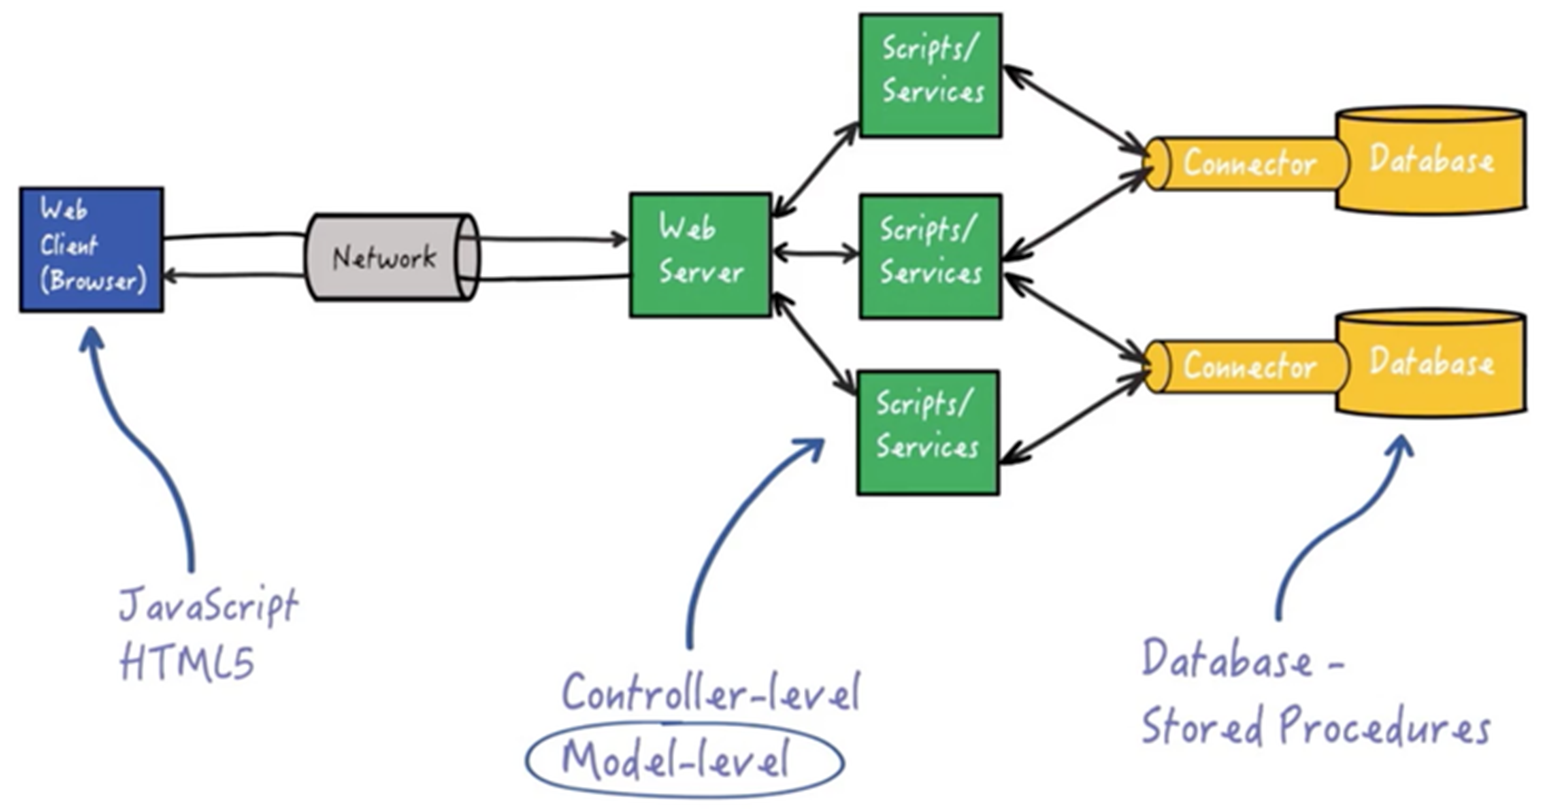 Web
Client
(Browser)
Network
Web
Server
Scripts/
Services
Scripts/
Services
Scripts/
Services
Connector
Database
Connector
Database
JavaScript
HTML5
Controller-level
Model-level
Database -
Stored Procedures